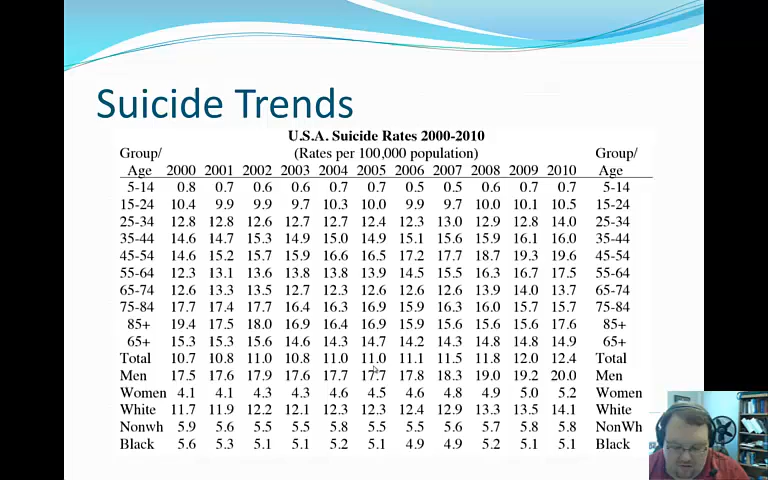 Suicide Trends
U.S.A. Suicide Rates 2000-2010
Group/ (Rates per 100,000 population) Group/
Age 2000 2001 2002 2003 2004 2005 2006 2007 2008 2009 2010 Age
5-14 0.8 0.7 0.6 0.6 0.7 0.7 0.5 0.5 0.6 0.7 0.7 5-14
15-24 10.4 9.9 9.9 9.7 10.3 10.0 9.9 9.7 10.0 10.1 10.5 15-24
25-34 12.8 12.8 12.6 12.7 12.7 12.4 12.3 13.0 12.9 12.8 14.0 25-34
35-44 14.6 14.7 15.3 14.9 15.0 14.9 15.1 15.6 15.9 16.1 16.0 35-44
45-54 14.6 15.2 15.7 15.9 16.6 16.5 17.2 17.7 18.7 19.3 19.6 45-54
55-64 12.3 13.1 13.6 13.8 13.8 13.9 14.5 15.5 16.3 16.7 17.5 55-64
65-74 12.6 13.3 13.5 12.7 12.3 12.6 12.6 12.6 13.9 14.0 13.7 65-74
75-84 17.7 17.4 17.7 16.4 16.3 16.9 15.9 16.3 16.0 15.7 15.7 75-84
85+ 19.4 17.5 18.0 16.9 16.4 16.9 15.9 15.6 15.6 15.6 17.6 85+
65+ 15.3 15.3 15.6 14.6 14.3 14.7 14.2 14.3 14.8 14.8 14.9 65+
Total 10.7 10.8 11.0 10.8 11.0 11.0 11.1 11.5 11.8 12.0 12.4 Total
Men 17.5 17.6 17.9 17.6 17.7 17.7 17.8 18.3 19.0 19.2 20.0 Men
Women 4.1 4.1 4.3 4.3 4.6 4.5 4.6 4.8 4.9 5.0 5.2 Women
White 11.7 11.9 12.2 12.1 12.3 12.3 12.4 12.9 13.3 13.5 14.1 White
Nonwh 5.9 5.6 5.5 5.5 5.8 5.5 5.5 5.6 5.7 5.8 5.8 NonWh
Black 5.6 5.3 5.1 5.1 5.2 5.1 4.9 4.9 5.2 5.1 5.1 Black